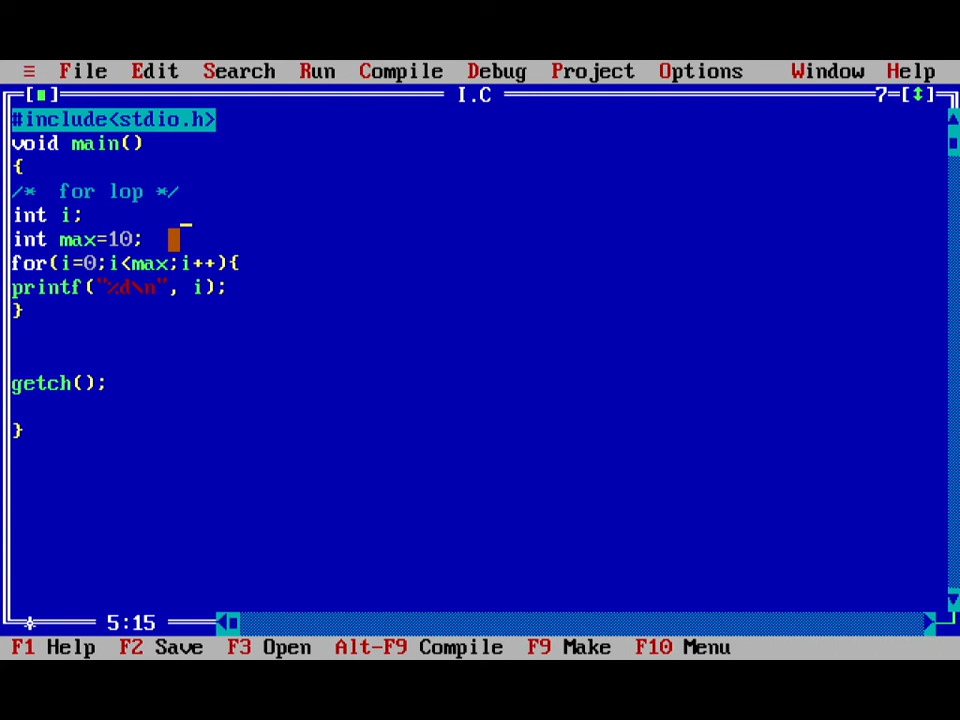 ≡ File Edit Search Run Compile Debug Project Options Window Help
[■] I.C 7=[↕]
#include<stdio.h>
void main()
{
/*  for lop */
int i;
int max=10;
for(i=0;i<max;i++){
printf("%d\n", i);
}
getch();
}
5:15
F1 Help F2 Save F3 Open Alt-F9 Compile F9 Make F10 Menu